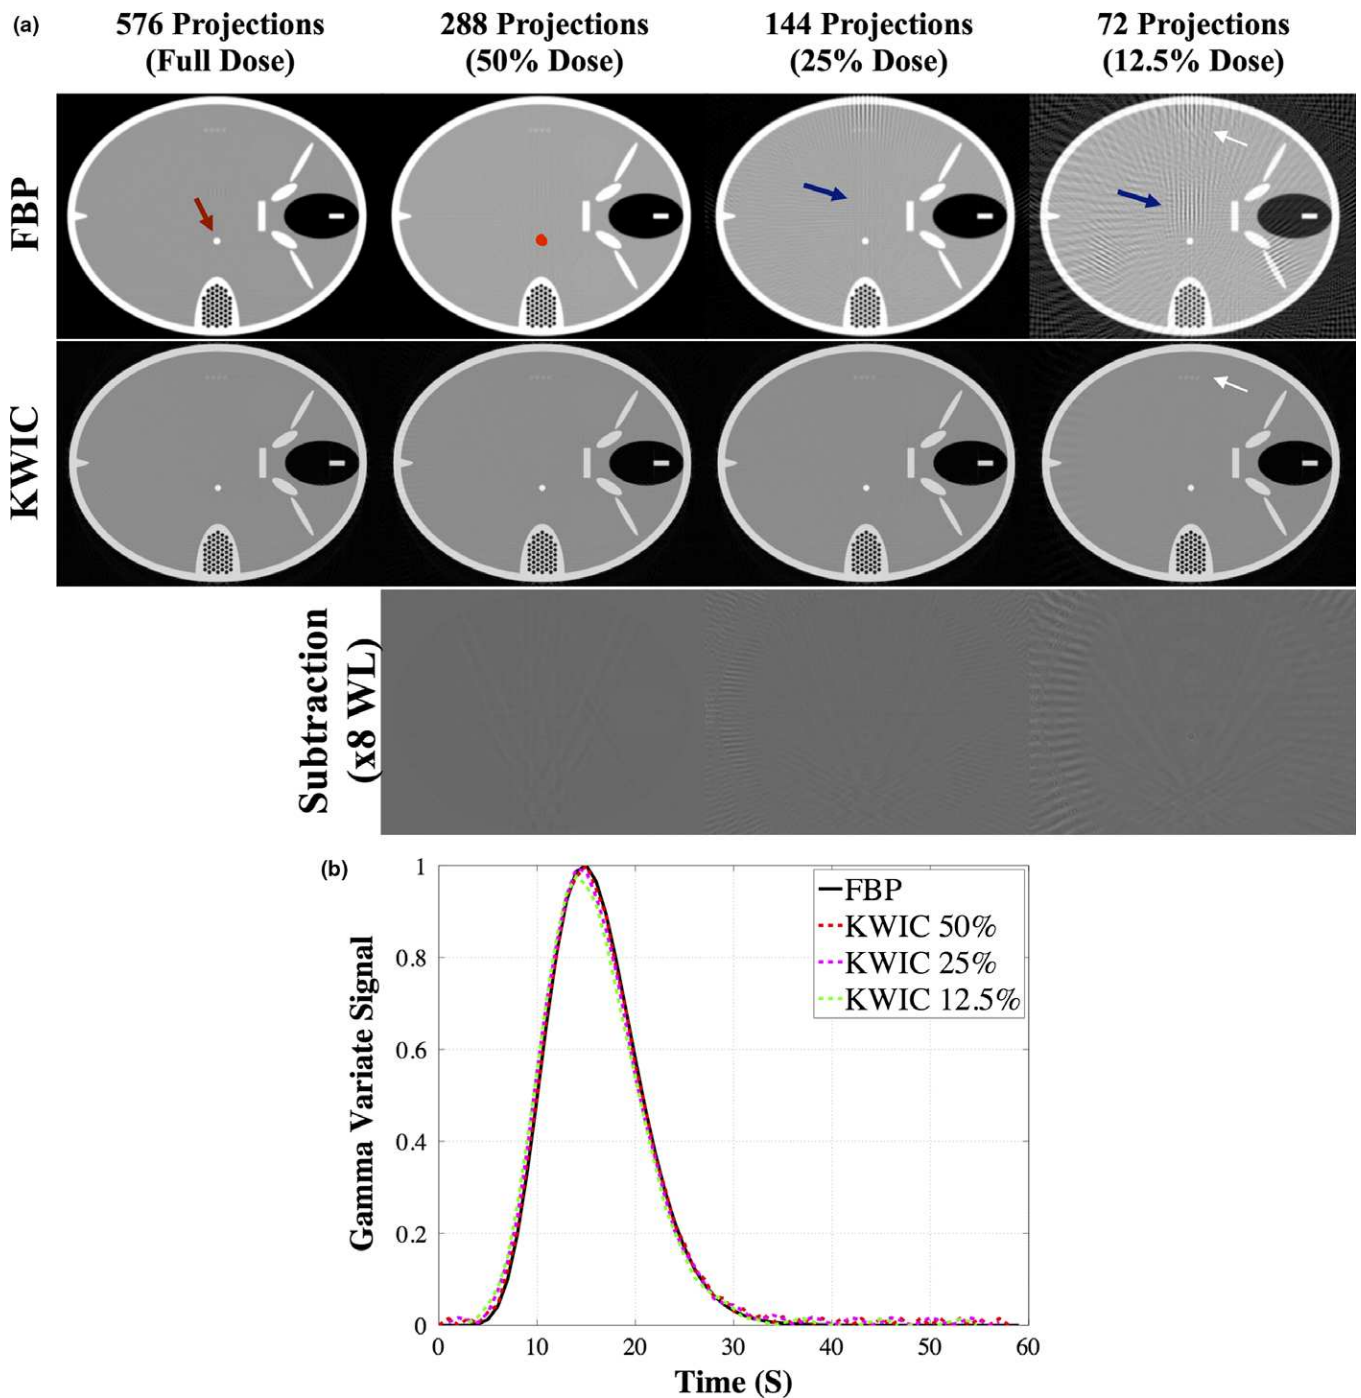 (a)
576 Projections
(Full Dose)
288 Projections
(50% Dose)
144 Projections
(25% Dose)
72 Projections
(12.5% Dose)
FBP
KWIC
Subtraction
(x8 WL)
(b)
Gamma Variate Signal
1
0.8
0.6
0.4
0.2
0
FBP
KWIC 50%
KWIC 25%
KWIC 12.5%
0 10 20 30 40 50 60
Time (S)